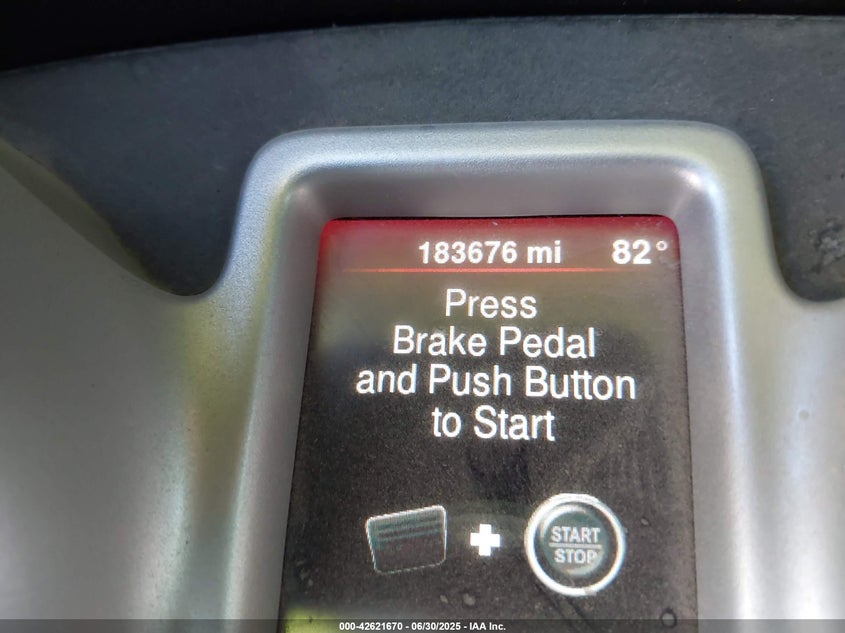 183676 mi 82°
Press
Brake Pedal
and Push Button
to Start
START
STOP
000-42621670 - 06/30/2025 - IAA Inc.